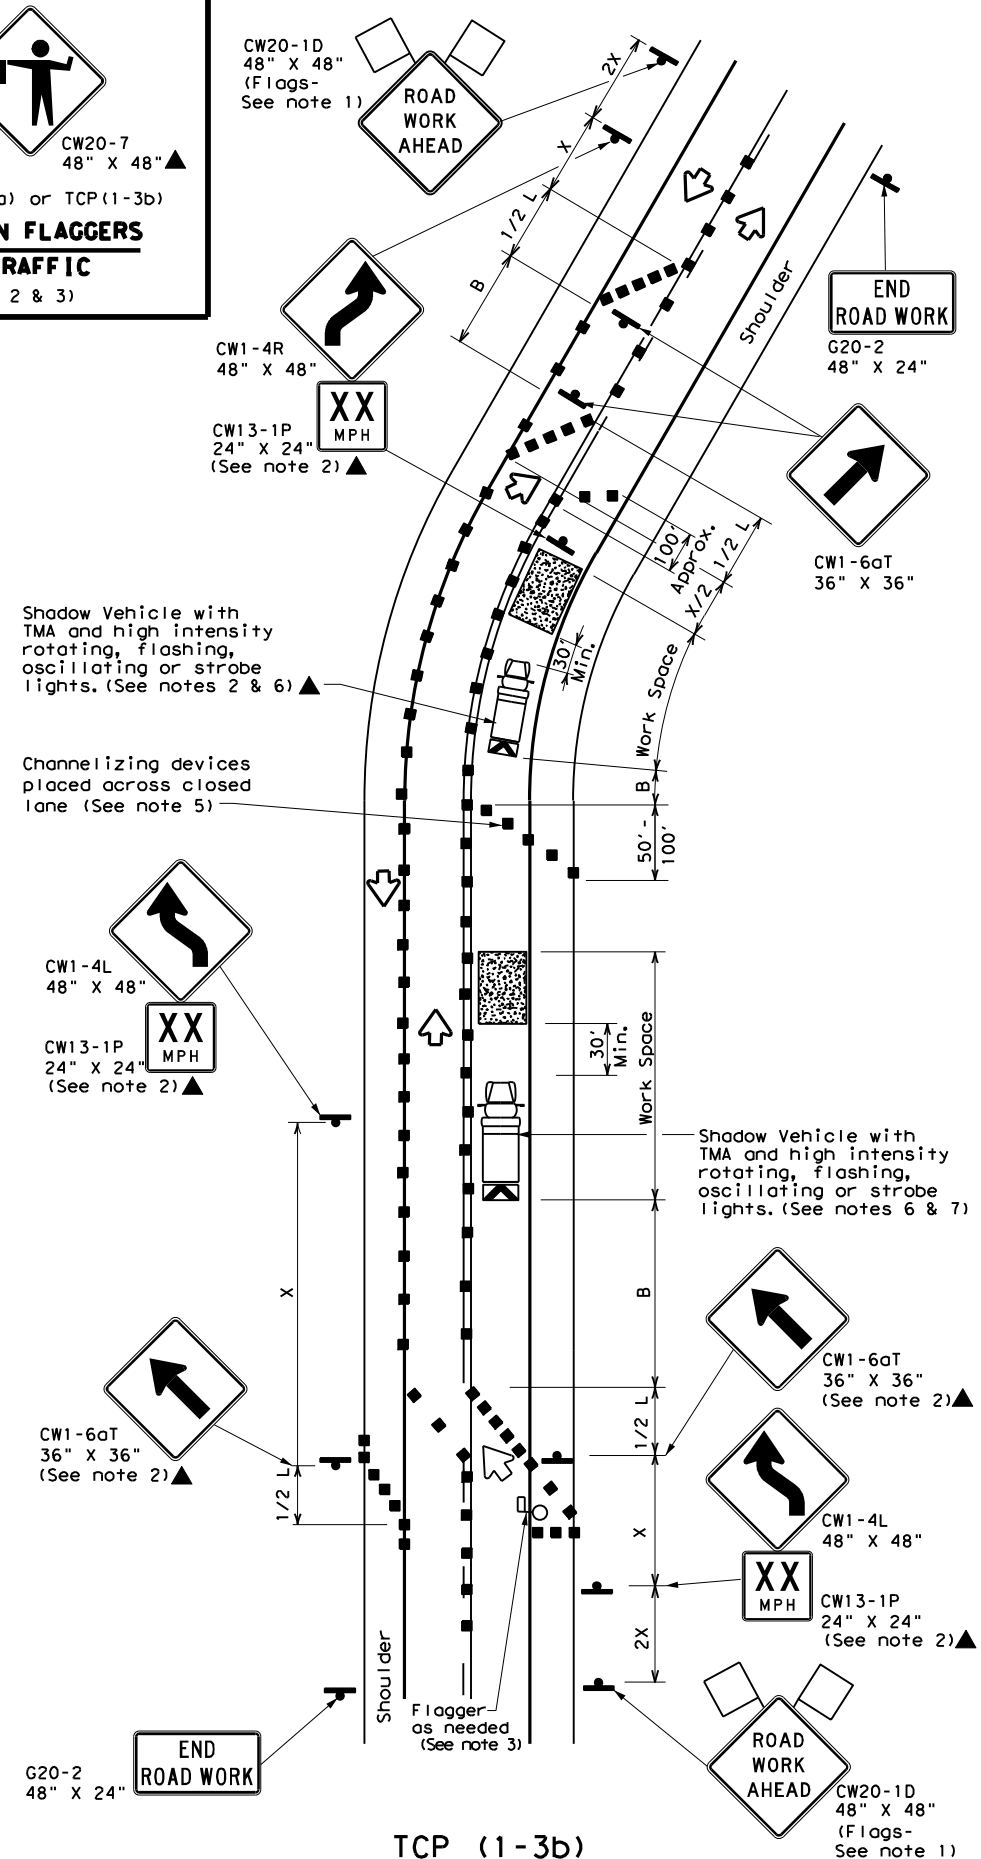 CW20-7
48" X 48"
a) or TCP(1-3b)
N FLAGGERS
RAFFIC
2 & 3)
CW20-1D
48" X 48"
(Flags-
See note 1)
ROAD
WORK
AHEAD
2X
X
1/2 L
B
CW1-4R
48" X 48"
XX
MPH
CW13-1P
24" X 24"
(See note 2)
Shoulder
END
ROAD WORK
G20-2
48" X 24"
CW1-6aT
36" X 36"
100'
Approx.
1/2 L
X/2
30'
Min.
Work Space
B
50' -
100'
Shadow Vehicle with
TMA and high intensity
rotating, flashing,
oscillating or strobe
lights. (See notes 2 & 6)
Channelizing devices
placed across closed
lane (See note 5)
CW1-4L
48" X 48"
XX
MPH
CW13-1P
24" X 24"
(See note 2)
30'
Min.
Work Space
Shadow Vehicle with
TMA and high intensity
rotating, flashing,
oscillating or strobe
lights. (See notes 6 & 7)
X
B
CW1-6aT
36" X 36"
(See note 2)
1/2 L
1/2 L
CW1-6aT
36" X 36"
(See note 2)
X
CW1-4L
48" X 48"
XX
MPH
CW13-1P
24" X 24"
(See note 2)
2X
Shoulder
Flagger
as needed
(See note 3)
END
ROAD WORK
G20-2
48" X 24"
ROAD
WORK
AHEAD
CW20-1D
48" X 48"
(Flags-
See note 1)
TCP (1-3b)